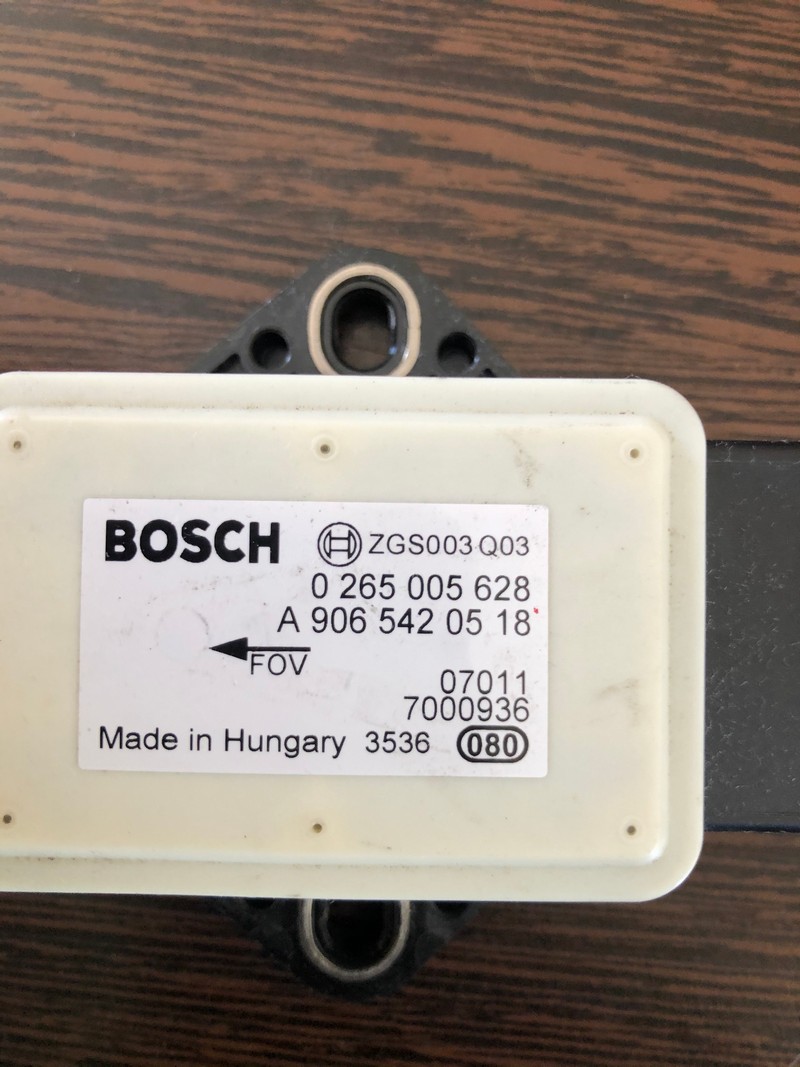 BOSCH ZGS003 Q03
0 265 005 628
A 906 542 05 18
FOV
07011
7000936
Made in Hungary 3536 080